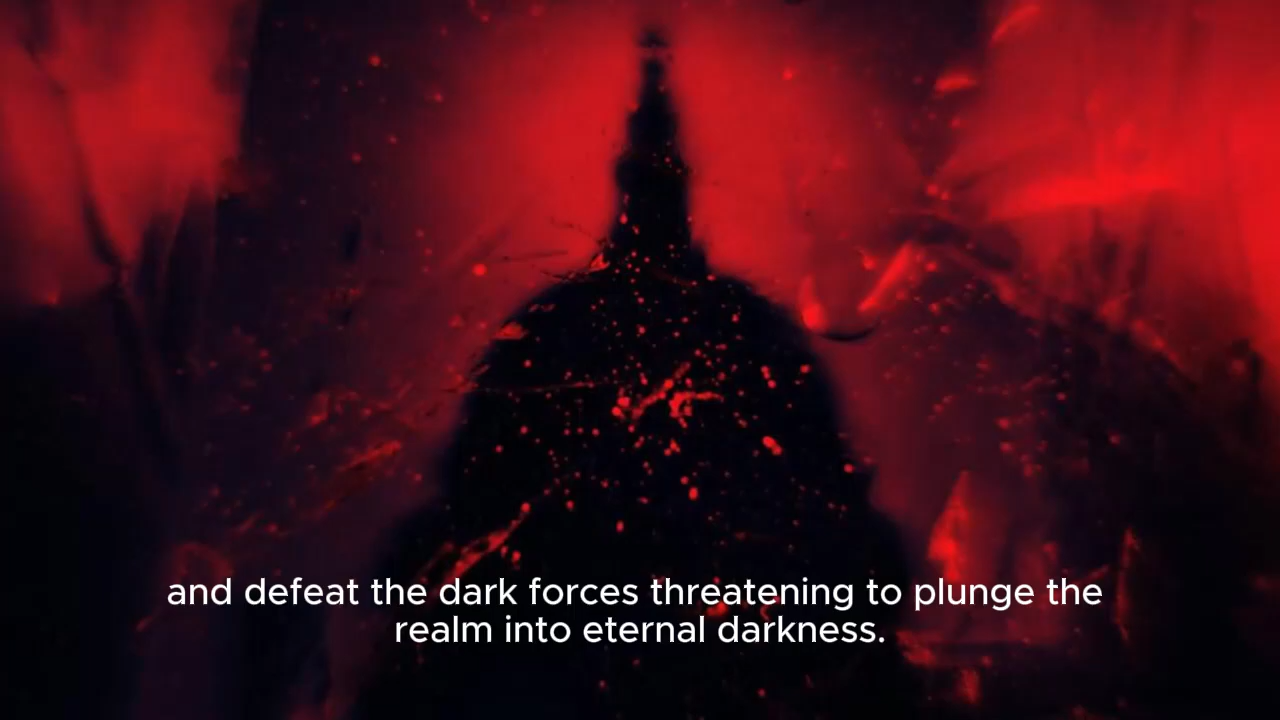 and defeat the dark forces threatening to plunge the
realm into eternal darkness.